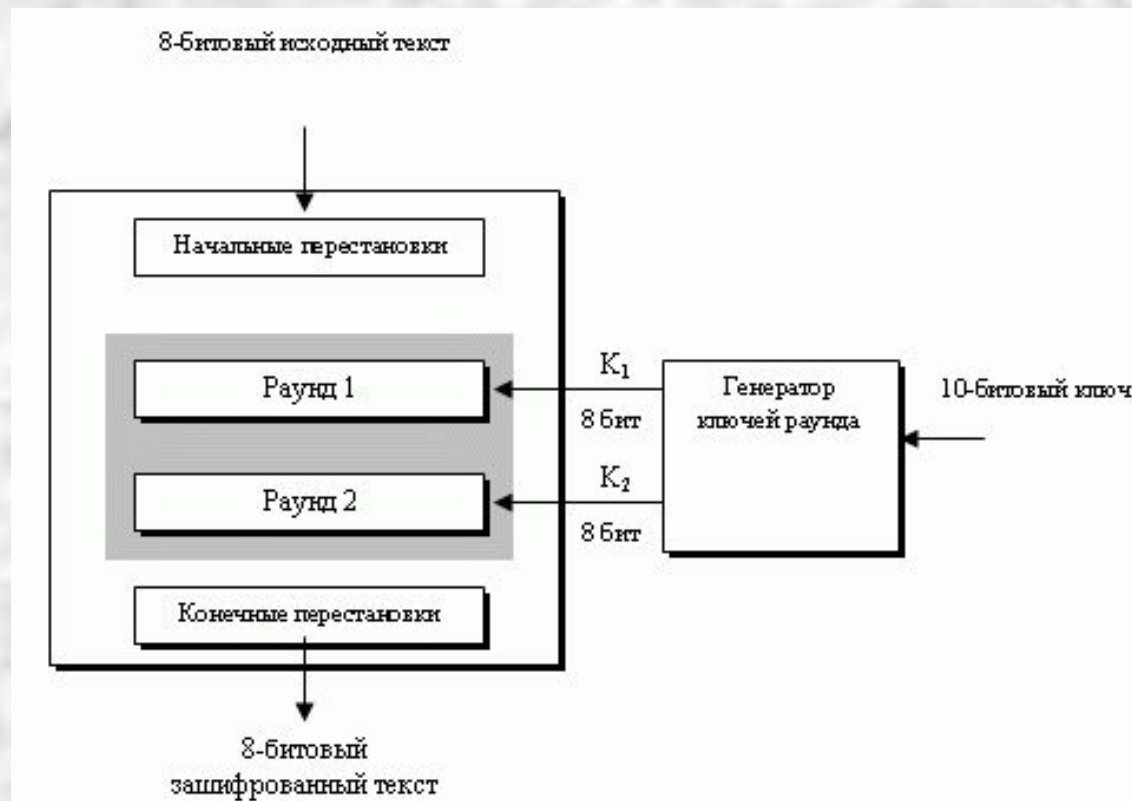 8-битовый исходный текст
Начальные перестановки
Раунд 1
K1
8 бит
Генератор
ключей раунда
10-битовый ключ
Раунд 2
K2
8 бит
Конечные перестановки
8-битовый
зашифрованный текст